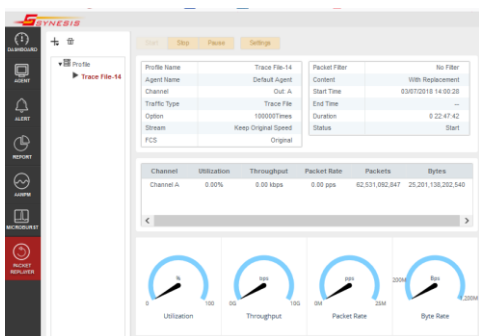 SYNESIS
DASHBOARD
AGENT
ALERT
REPORT
MICROBURST
PACKET
REPLAYER
Profile
Trace File-14
Start Stop Pause Settings
Profile Name Trace File-14
Agent Name Default Agent
Channel Out: A
Traffic Type Trace File
Option 100000Times
Stream Keep Original Speed
FCS Original
Packet Filter No Filter
Content With Replacement
Start Time 03/07/2018 14:00:28
End Time --
Duration 0 22:47:42
Status Start
Channel Utilization Throughput Packet Rate Packets Bytes
Channel A 0.00% 0.00 kbps 0.00 pps 62,531,092,847 25,201,138,202,540
%
0 100
Utilization
bps
0G 10G
Throughput
pps
0M 20M
Packet Rate
Bps
200M 1,200M
Byte Rate